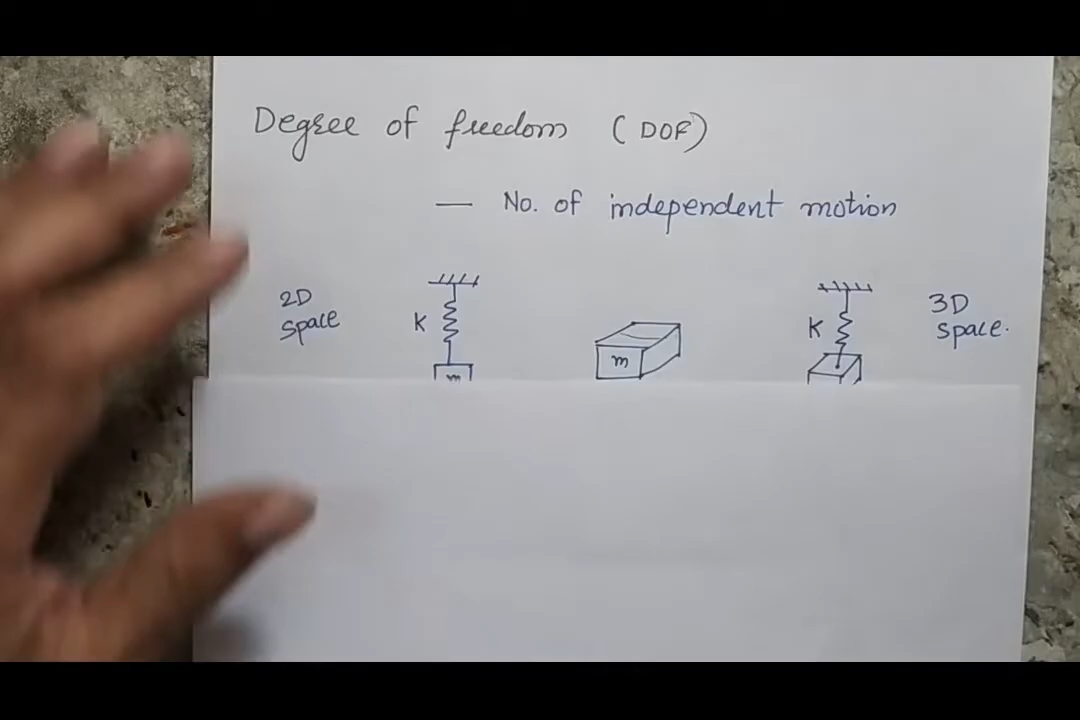 Degree of freedom (DOF)
— No. of independent motion
2D
space
K
m
m
K
3D
space.